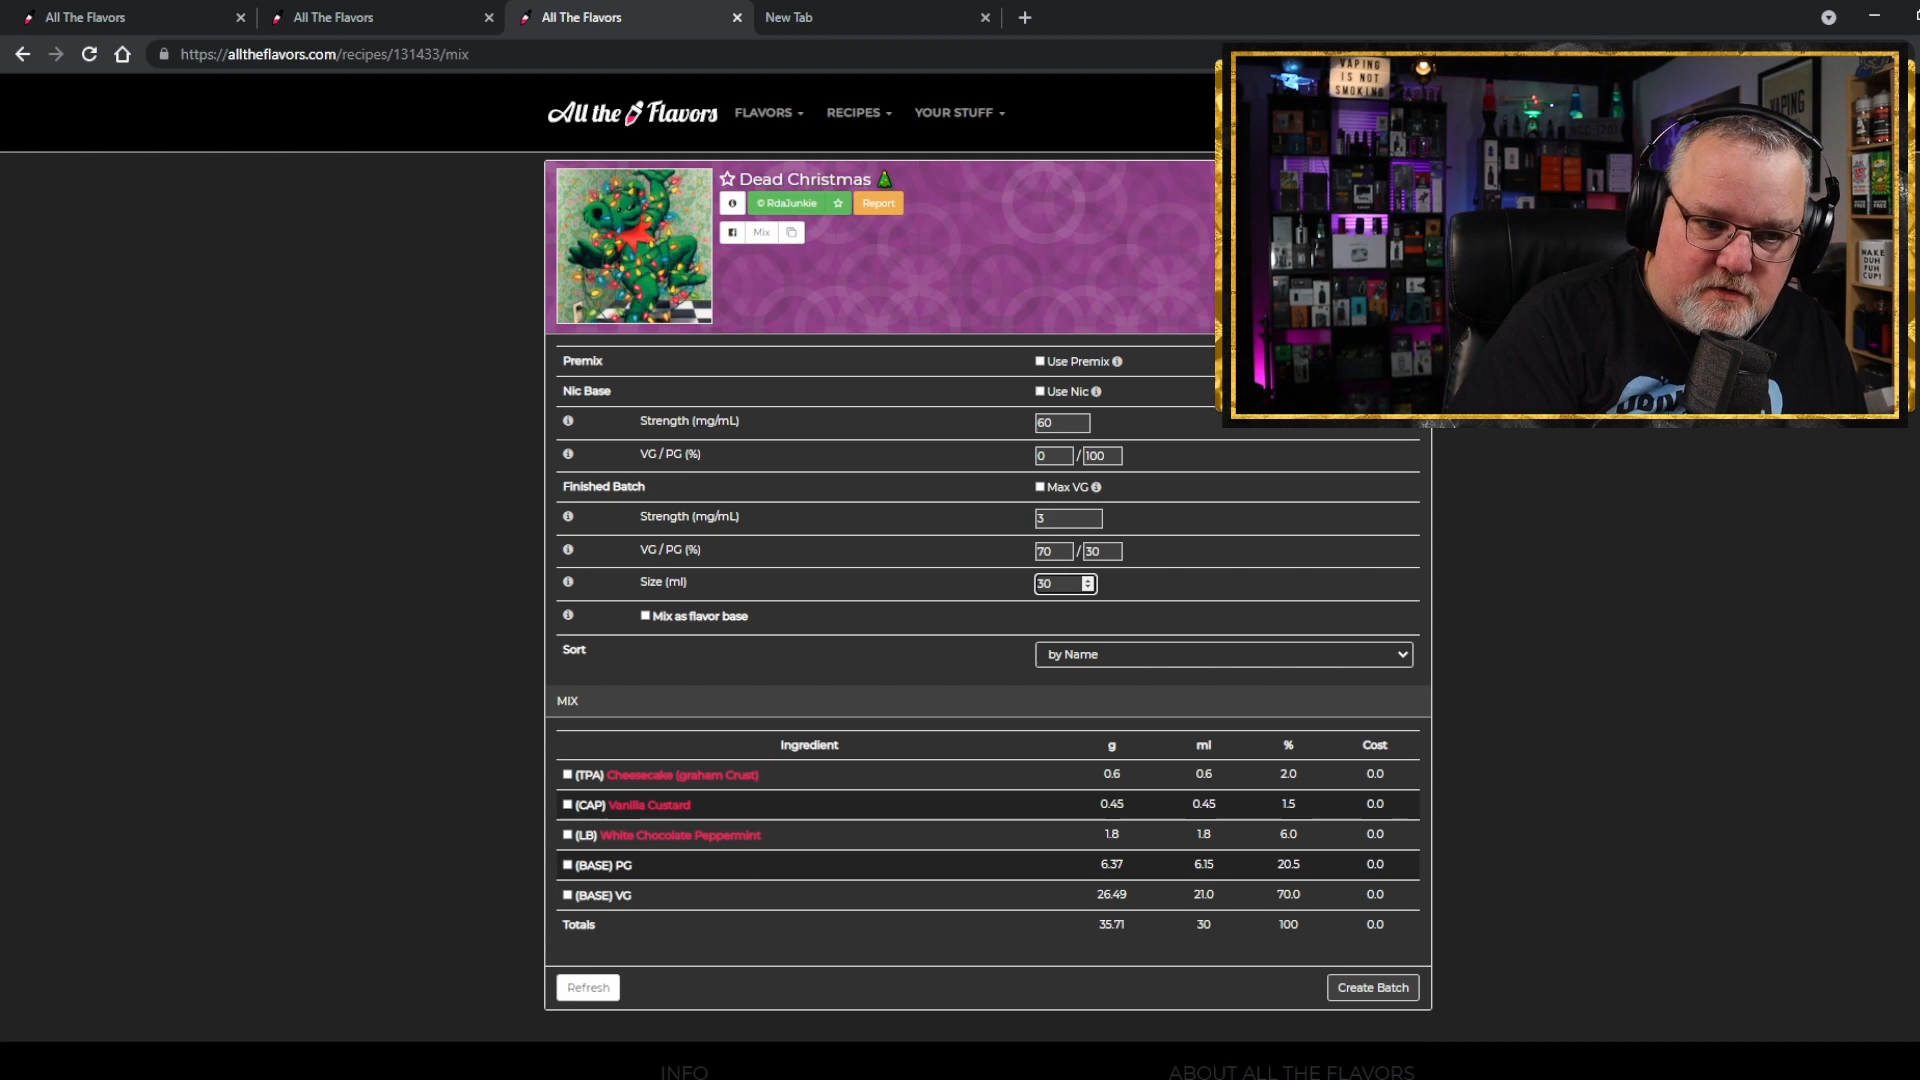 All The Flavors
All The Flavors
All The Flavors
New Tab
https://alltheflavors.com/recipes/131433/mix
All the Flavors
FLAVORS
RECIPES
YOUR STUFF
Dead Christmas
© RdaJunkie
Report
Mix
VAPING
IS NOT
SMOKING
VAPING
NCC-1701
WAKE
DUH
FUH
CUP!
Premix
Use Premix
Nic Base
Use Nic
Strength (mg/mL)
60
VG / PG (%)
0 / 100
Finished Batch
Max VG
Strength (mg/mL)
3
VG / PG (%)
70 / 30
Size (ml)
30
Mix as flavor base
Sort
by Name
MIX
Ingredient g ml % Cost
(TPA) Cheesecake (graham Crust) 0.6 0.6 2.0 0.0
(CAP) Vanilla Custard 0.45 0.45 1.5 0.0
(LB) White Chocolate Peppermint 1.8 1.8 6.0 0.0
(BASE) PG 6.37 6.15 20.5 0.0
(BASE) VG 26.49 21.0 70.0 0.0
Totals 35.71 30 100 0.0
Refresh
Create Batch
INFO
ABOUT ALL THE FLAVORS